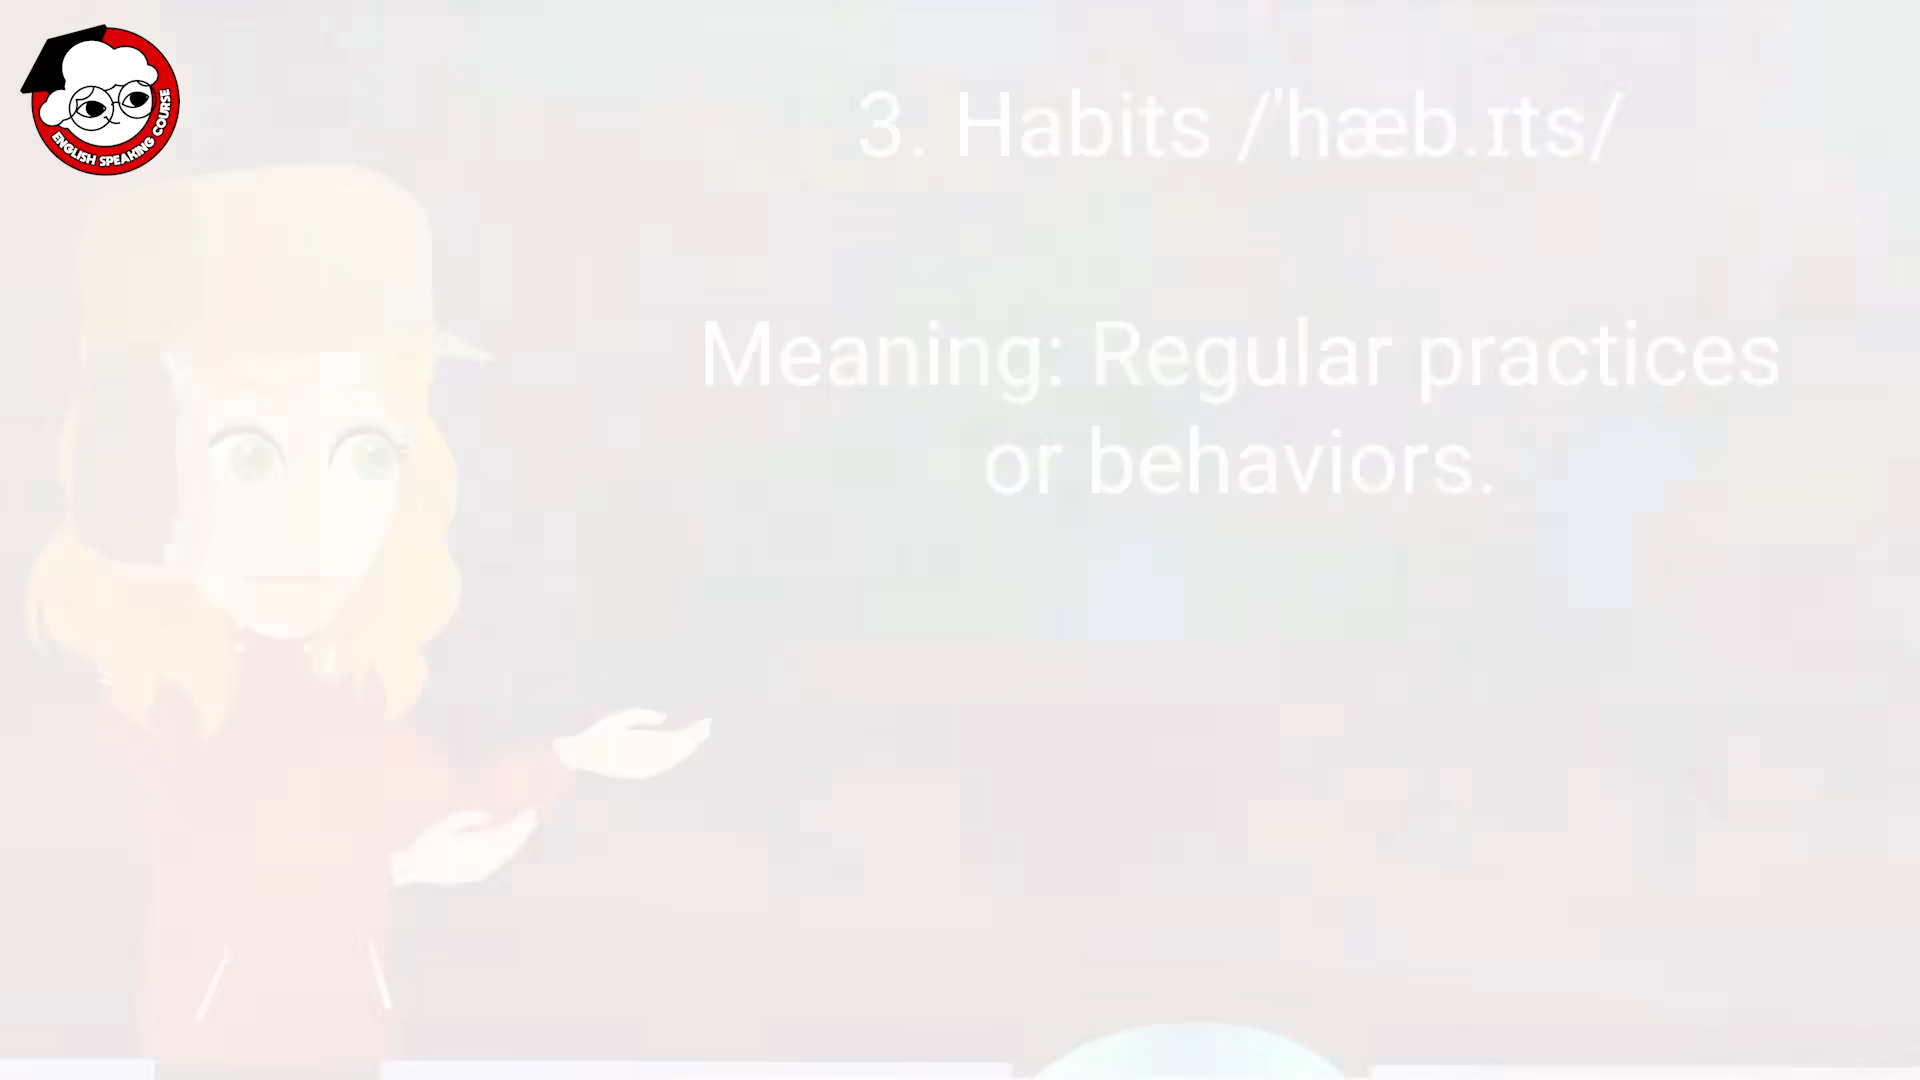 ENGLISH SPEAKING COURSE
3. Habits /ˈhæb.ɪts/
Meaning: Regular practices
or behaviors.